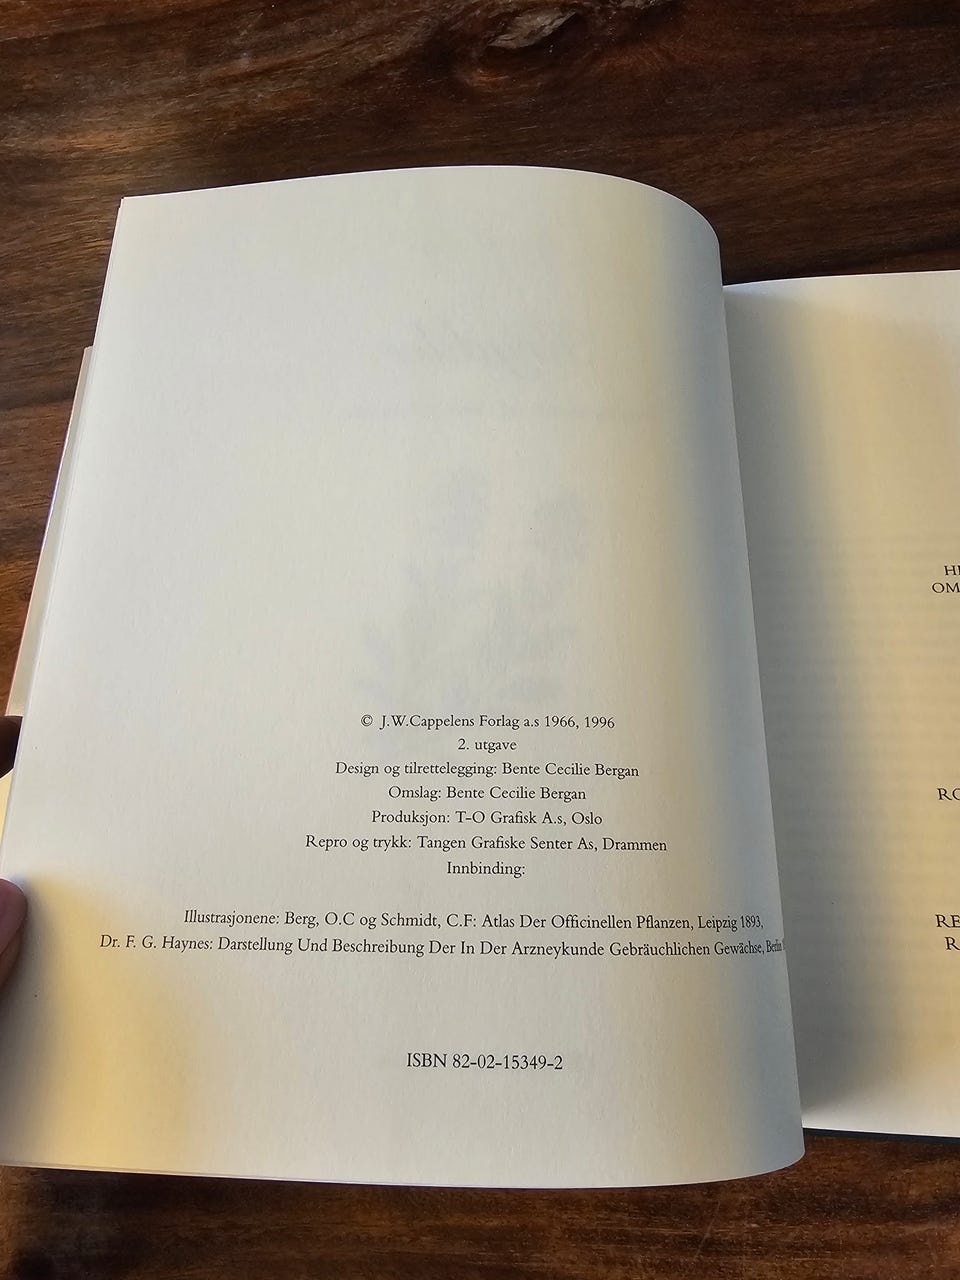 © J.W.Cappelens Forlag a.s 1966, 1996
2. utgave
Design og tilrettelegging: Bente Cecilie Bergan
Omslag: Bente Cecilie Bergan
Produksjon: T-O Grafisk A.s, Oslo
Repro og trykk: Tangen Grafiske Senter As, Drammen
Innbinding:
Illustrasjonene: Berg, O.C og Schmidt, C.F: Atlas Der Officinellen Pflanzen, Leipzig 1893,
Dr. F. G. Haynes: Darstellung Und Beschreibung Der In Der Arzneykunde Gebräuchlichen Gewächse, Berlin
ISBN 82-02-15349-2